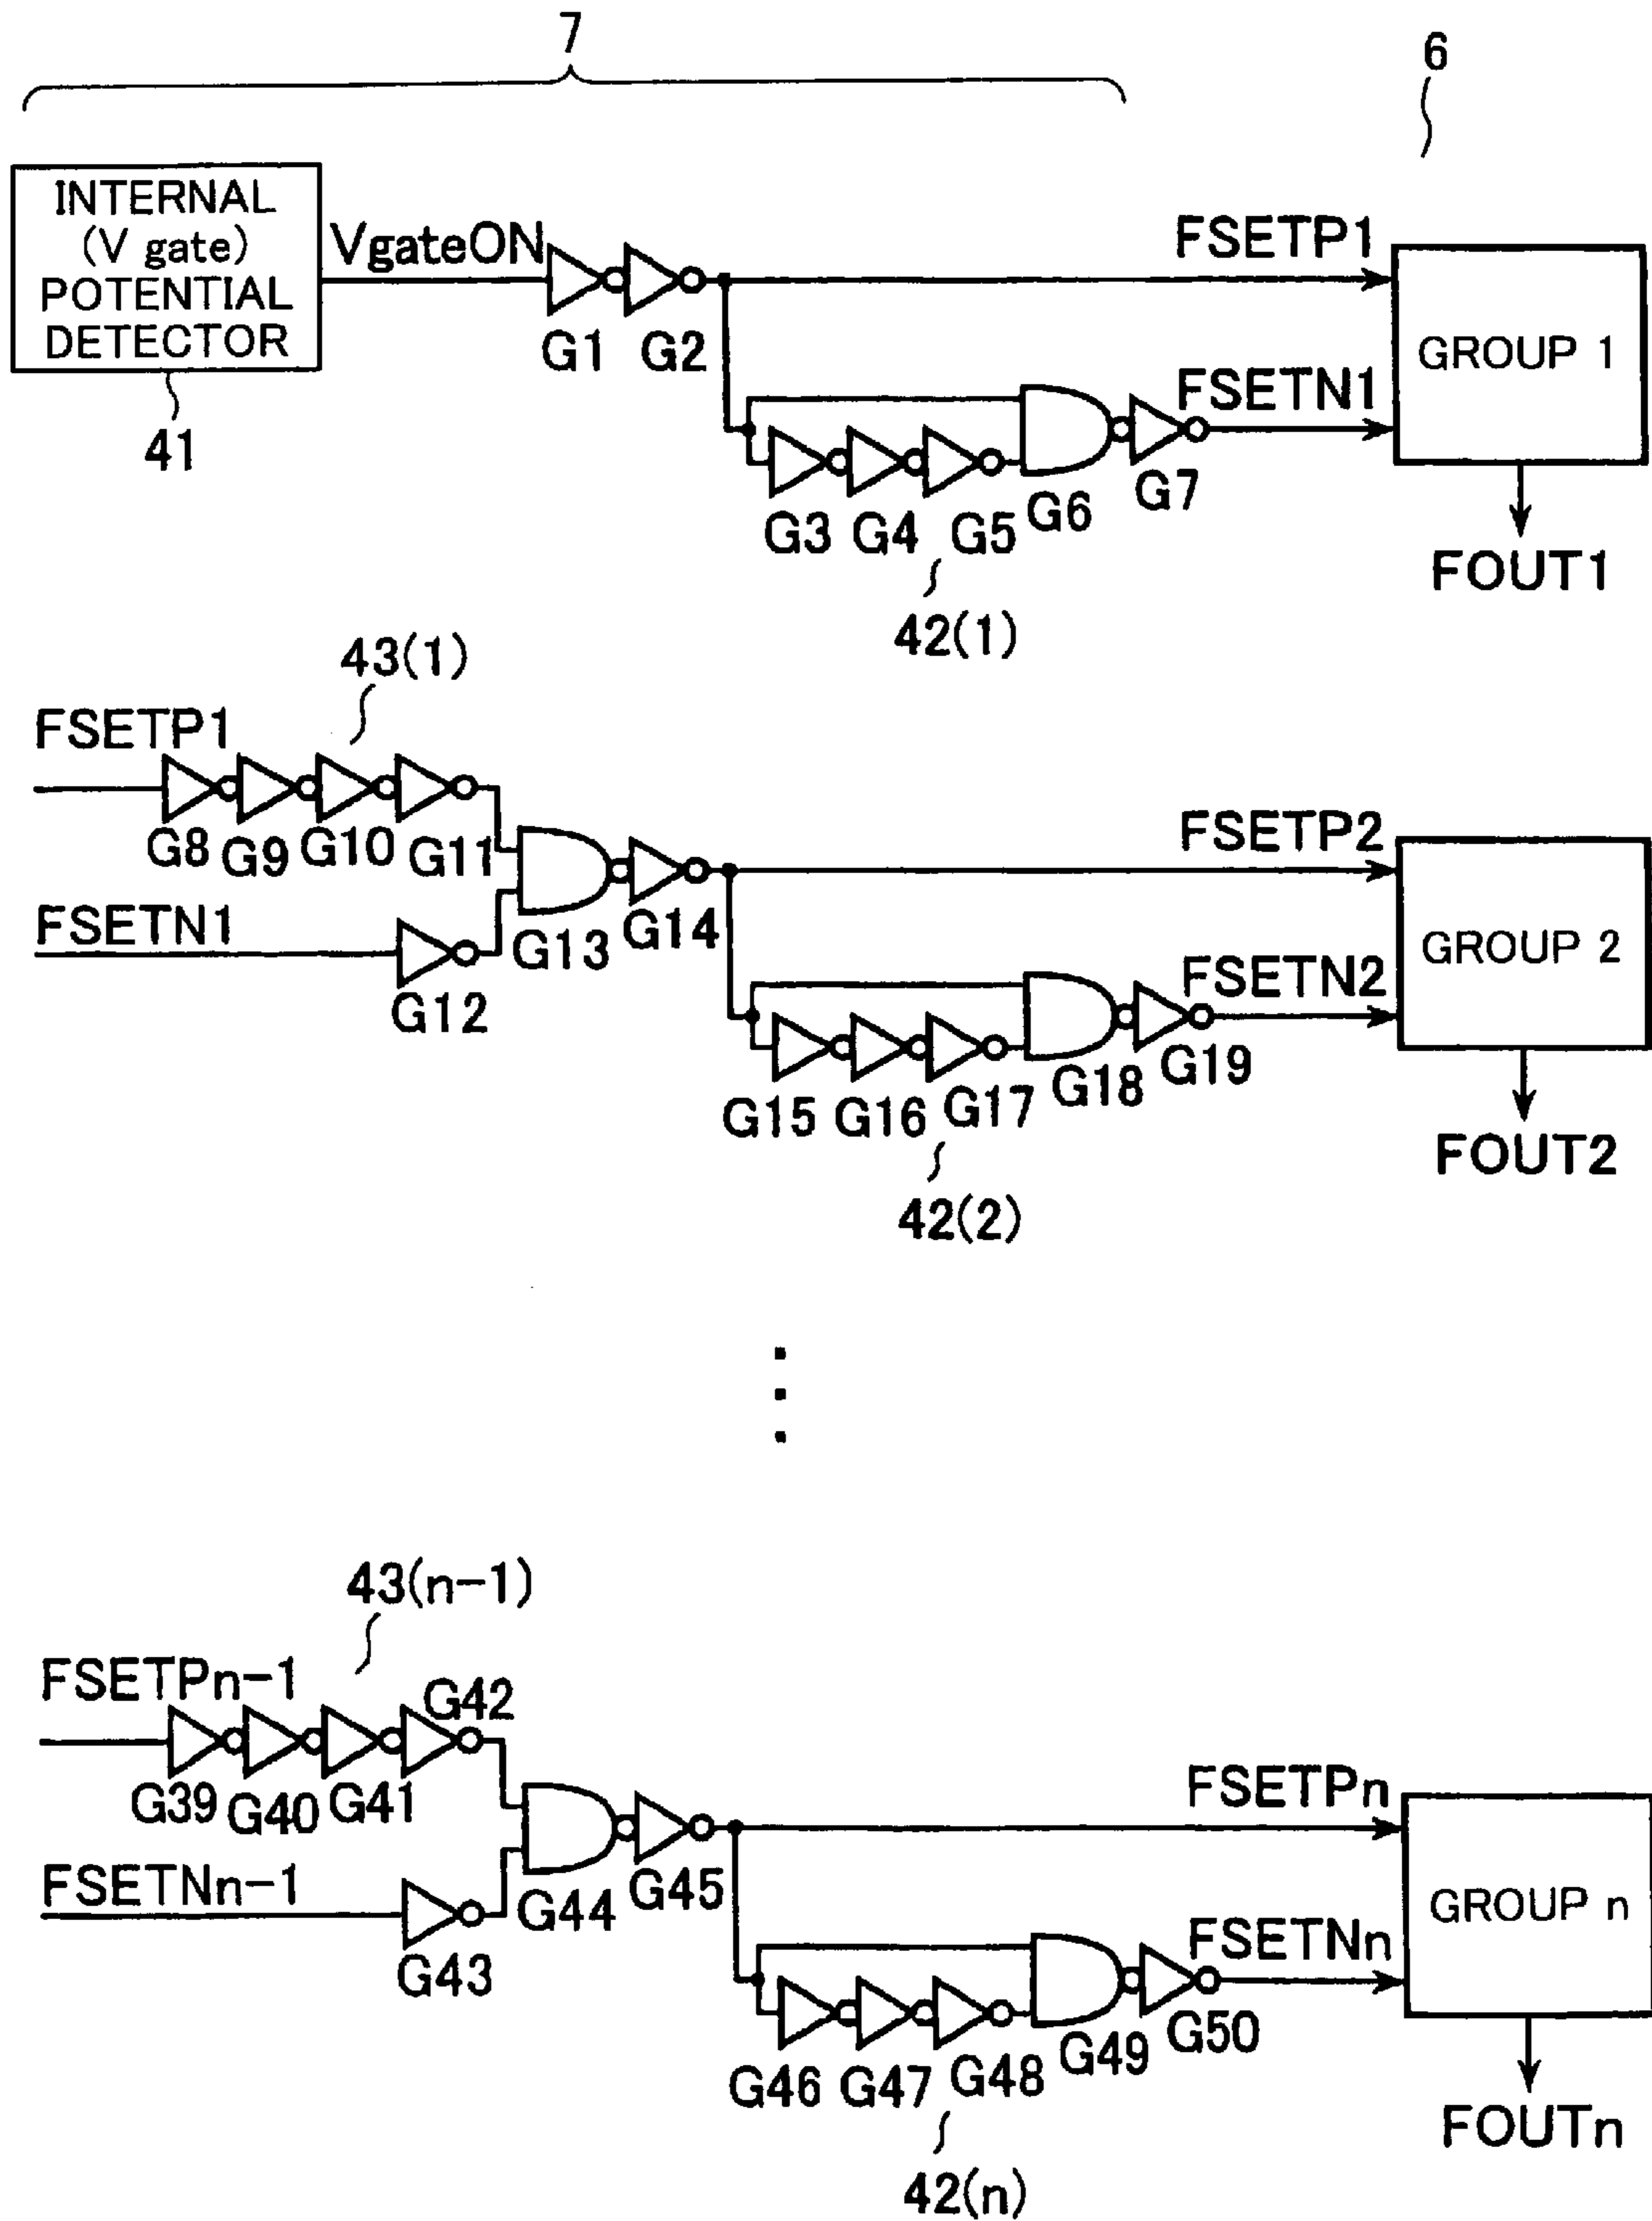 7
6
INTERNAL
(V gate)
POTENTIAL
DETECTOR
41
VgateON
G1
G2
FSETP1
FSETN1
GROUP 1
G3
G4
G5
G6
G7
FOUT1
42(1)
43(1)
FSETP1
G8
G9
G10
G11
FSETN1
G12
G13
G14
FSETP2
FSETN2
GROUP 2
G15
G16
G17
G18
G19
FOUT2
42(2)
43(n-1)
FSETPn-1
G39
G40
G41
G42
FSETNn-1
G43
G44
G45
FSETPn
FSETNn
GROUP n
G46
G47
G48
G49
G50
FOUTn
42(n)